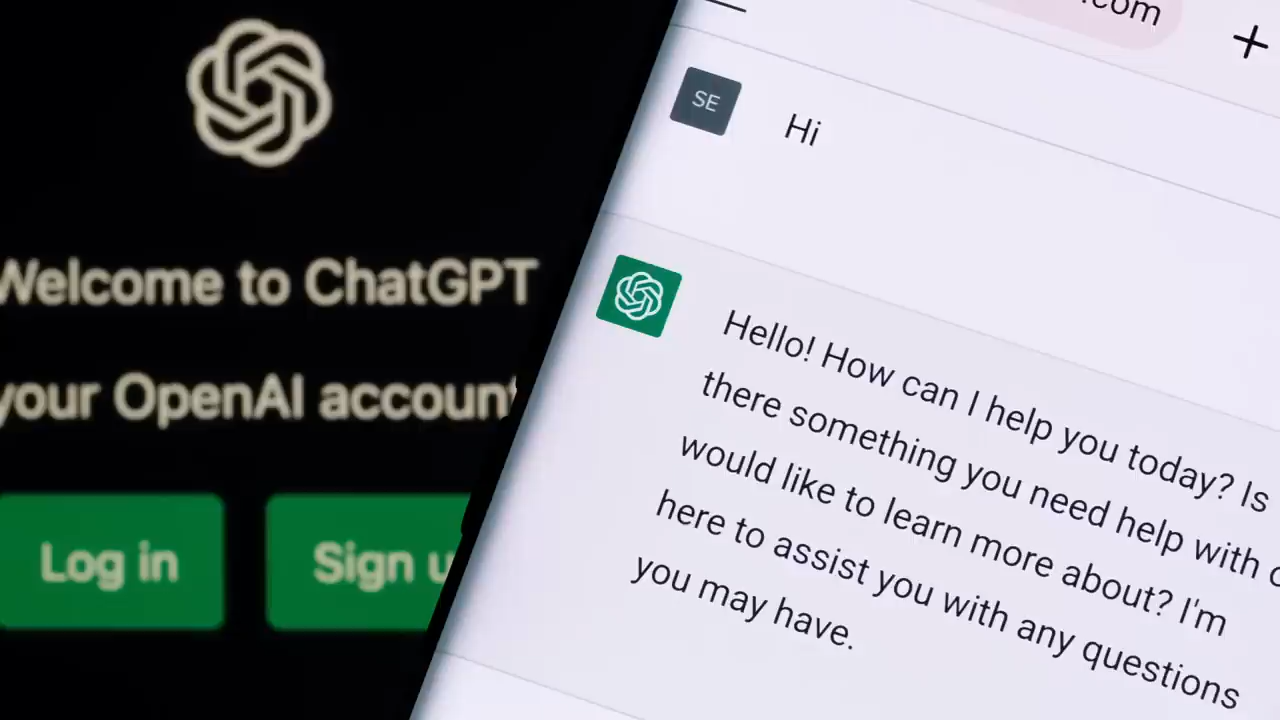 Welcome to ChatGPT
your OpenAI account
Log in
Sign
.com
SE
Hi
Hello! How can I help you today? Is
there something you need help with
would like to learn more about? I'm
here to assist you with any questions
you may have.